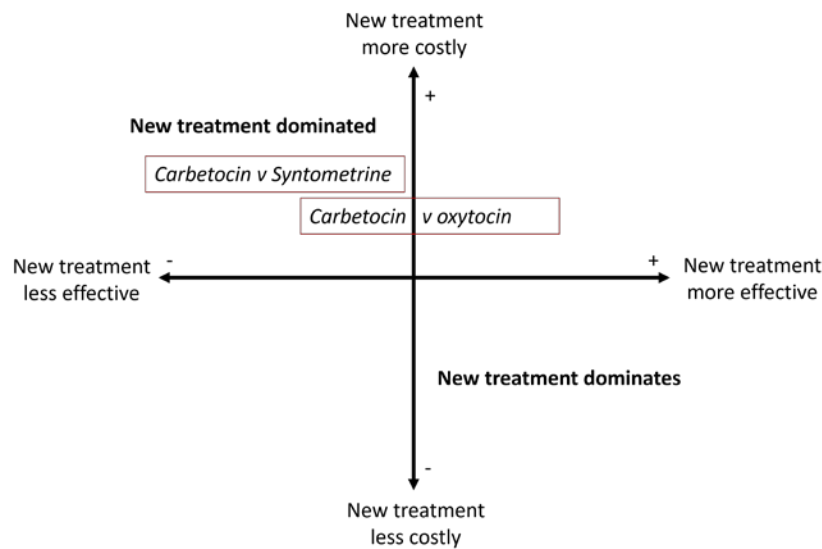 New treatment
more costly
+
New treatment dominated
Carbetocin v Syntometrine
Carbetocin v oxytocin
New treatment
less effective
-
+
New treatment
more effective
New treatment dominates
-
New treatment
less costly